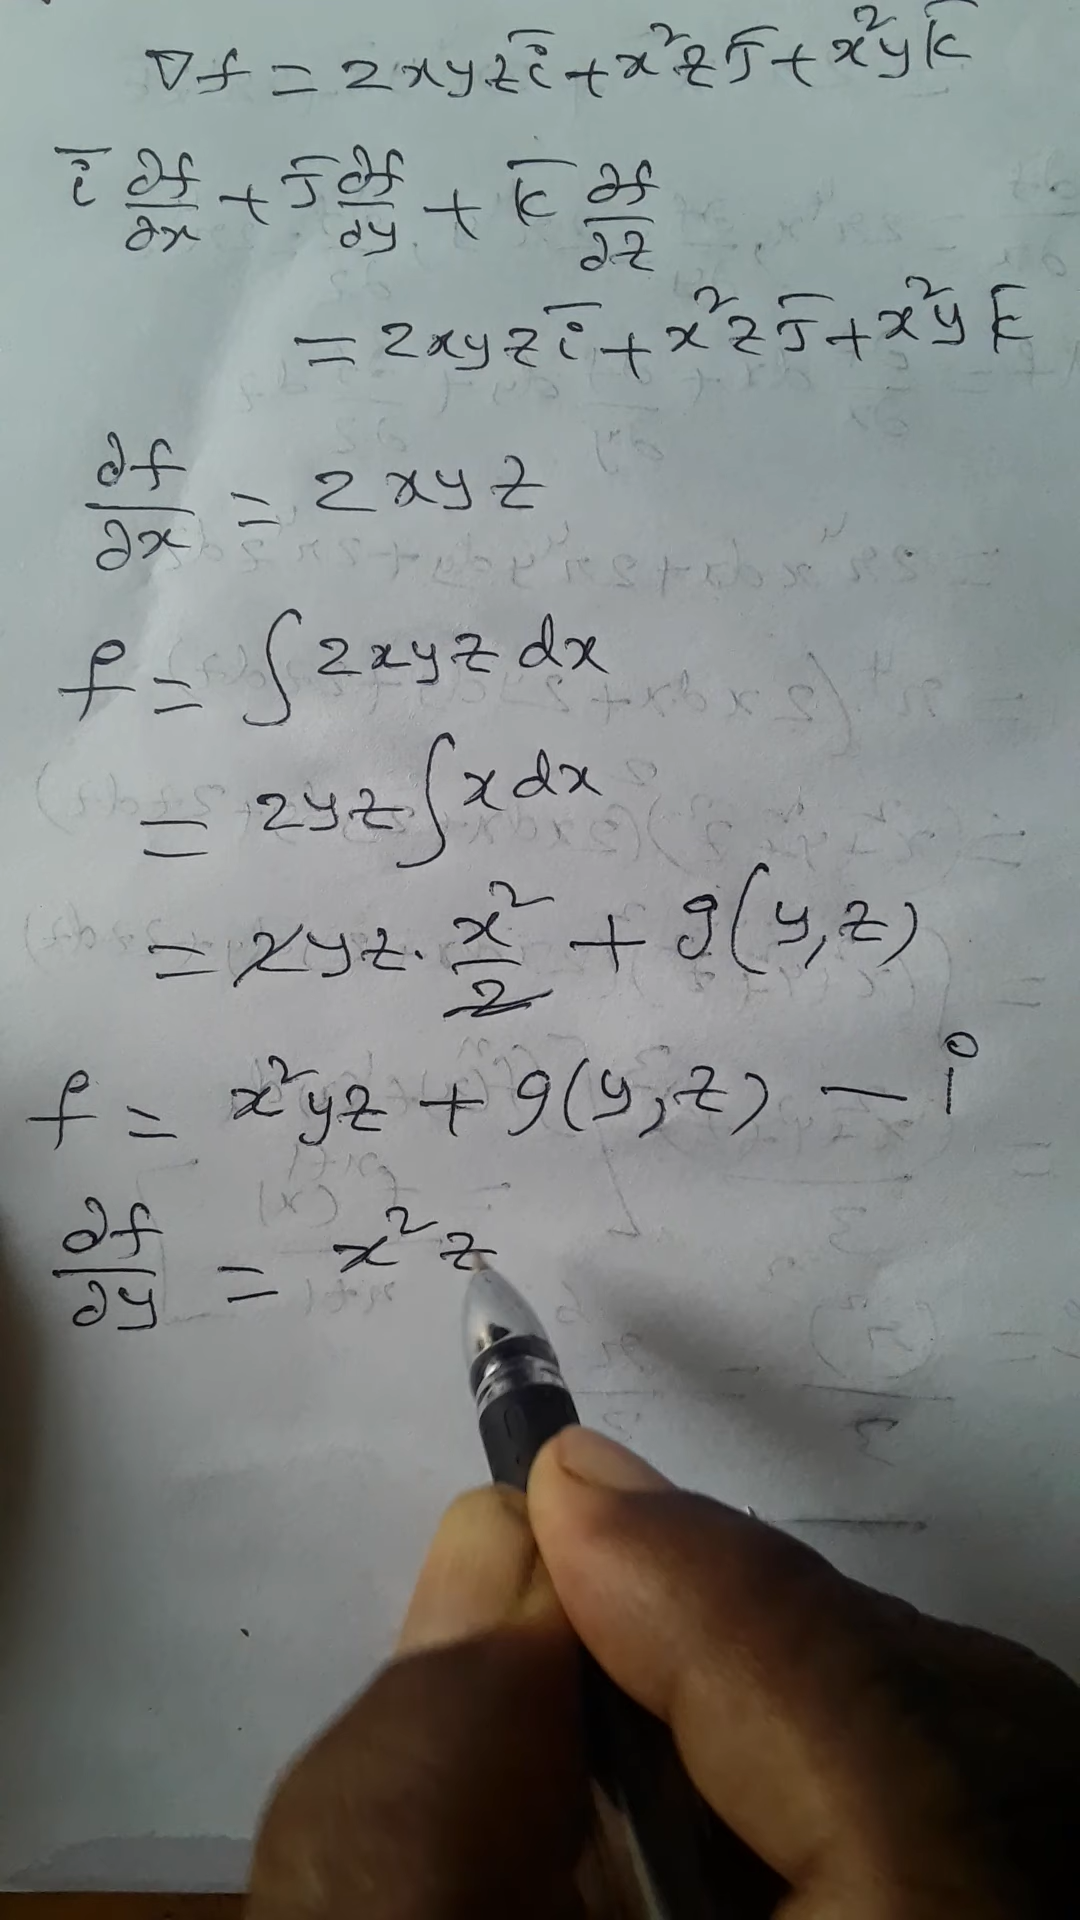 ∇f = 2xyz i̅ + x²z j̅ + x²y k̅
i̅ ∂f/∂x + j̅ ∂f/∂y + k̅ ∂f/∂z
= 2xyz i̅ + x²z j̅ + x²y k̅
∂f/∂x = 2xyz
f = ∫ 2xyz dx
= 2yz ∫ x dx
= 2yz · x²/2 + g(y,z)
f = x²yz + g(y,z) — i
∂f/∂y = x²z